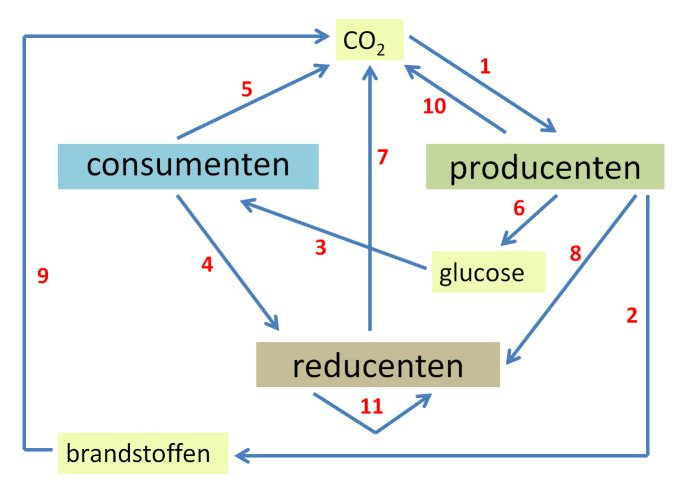 CO₂
1
5
10
consumenten
7
producenten
6
3
4
8
9
glucose
2
reducenten
11
brandstoffen